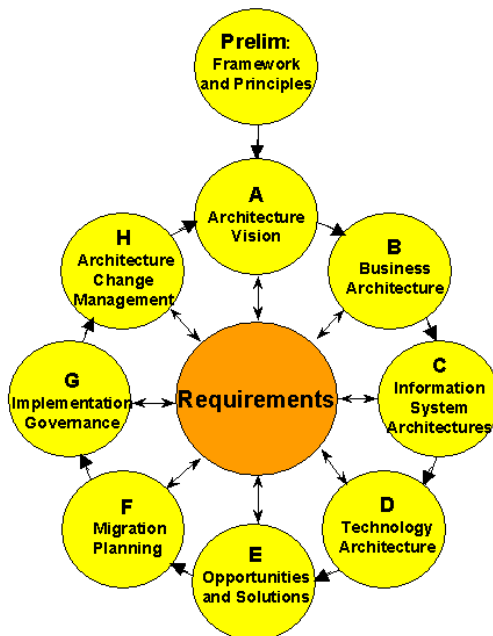 Prelim:
Framework
and Principles
A
Architecture
Vision
B
Business
Architecture
C
Information
System
Architectures
D
Technology
Architecture
E
Opportunities
and Solutions
F
Migration
Planning
G
Implementation
Governance
H
Architecture
Change
Management
Requirements